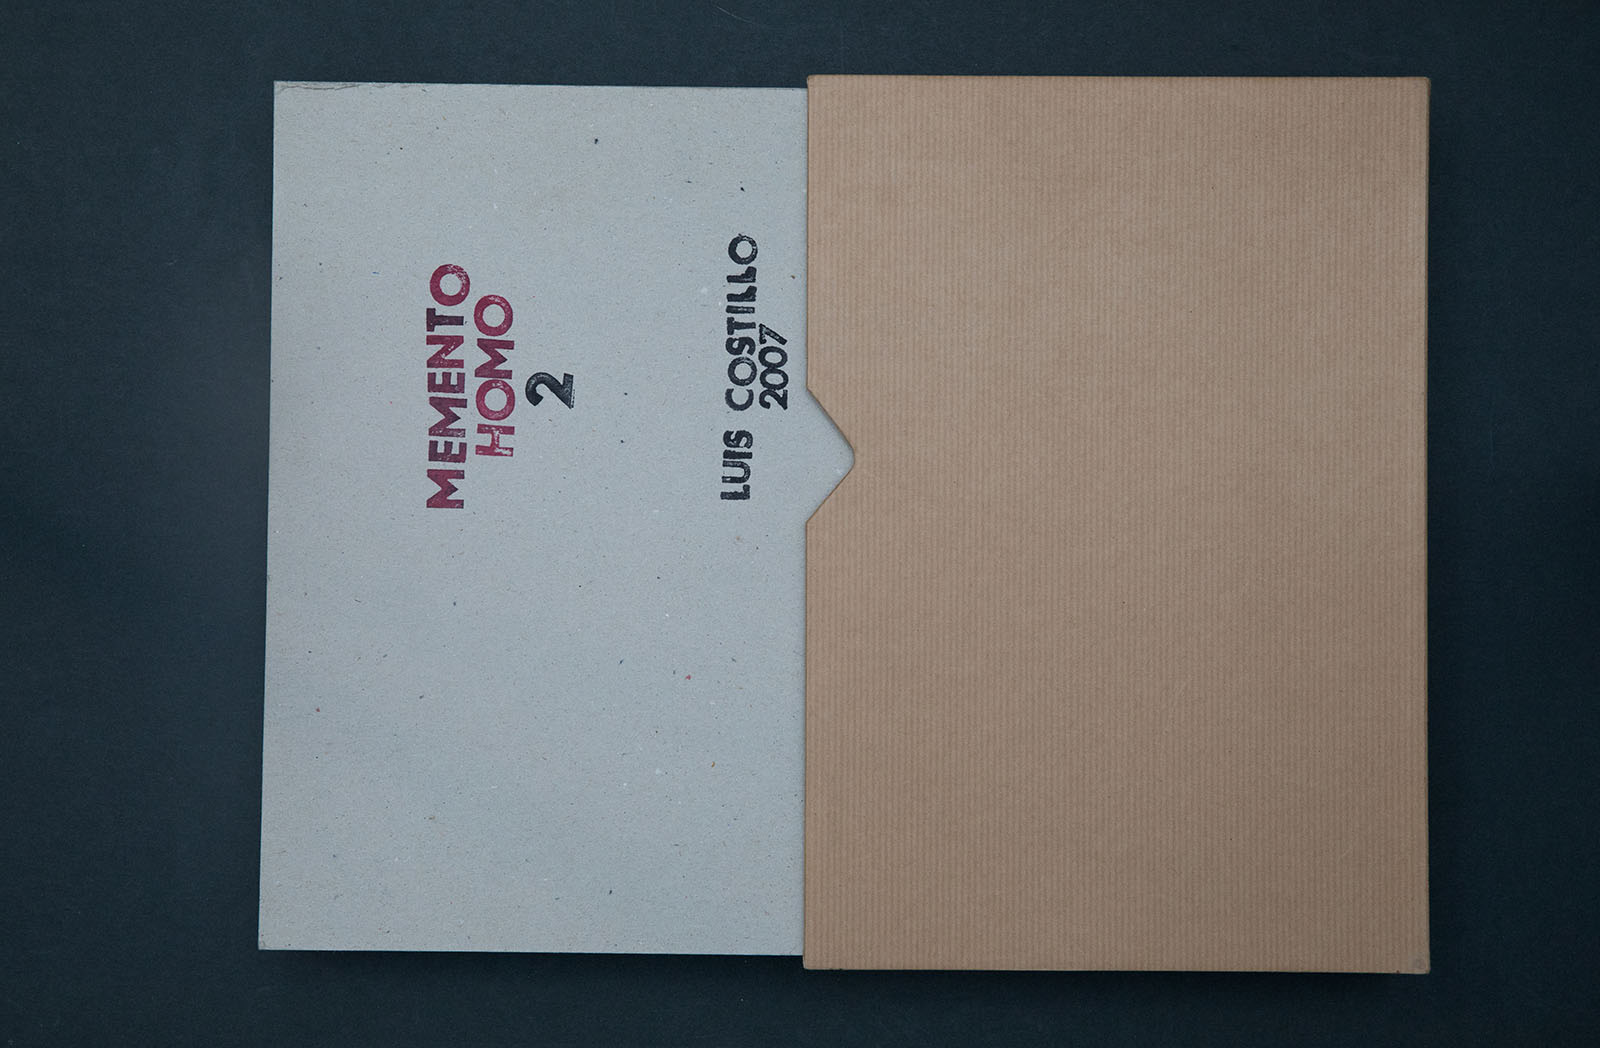 MEMENTO
HOMO
2
LUIS COSTILLO
2007